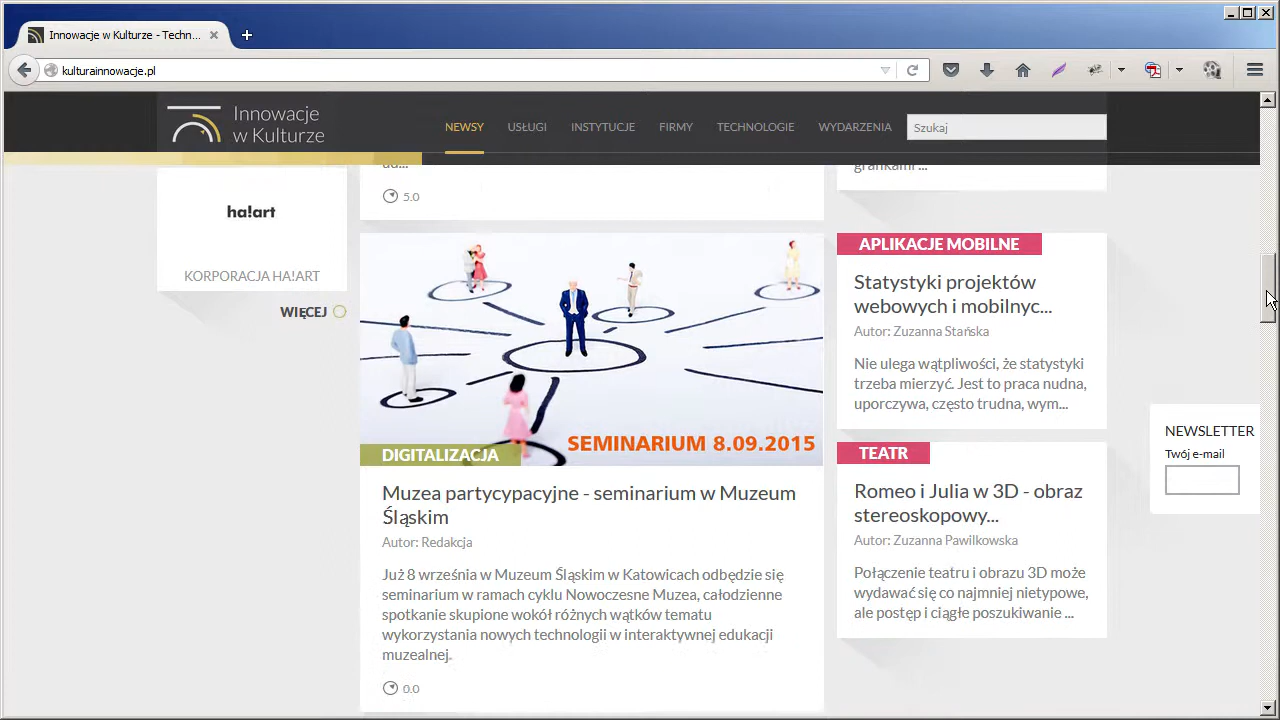 Innowacje w Kulturze - Techn...
kulturainnowacje.pl
Innowacje
w Kulturze
NEWSY
USŁUGI
INSTYTUCJE
FIRMY
TECHNOLOGIE
WYDARZENIA
Szukaj
ha!art
KORPORACJA HA!ART
WIĘCEJ
ud...
5.0
SEMINARIUM 8.09.2015
DIGITALIZACJA
Muzea partycypacyjne - seminarium w Muzeum
Śląskim
Autor: Redakcja
Już 8 września w Muzeum Śląskim w Katowicach odbędzie się
seminarium w ramach cyklu Nowoczesne Muzea, całodzienne
spotkanie skupione wokół różnych wątków tematu
wykorzystania nowych technologii w interaktywnej edukacji
muzealnej.
0.0
grafikami ...
APLIKACJE MOBILNE
Statystyki projektów
webowych i mobilnyc...
Autor: Zuzanna Stańska
Nie ulega wątpliwości, że statystyki
trzeba mierzyć. Jest to praca nudna,
uporczywa, często trudna, wym...
TEATR
Romeo i Julia w 3D - obraz
stereoskopowy...
Autor: Zuzanna Pawilkowska
Połączenie teatru i obrazu 3D może
wydawać się co najmniej nietypowe,
ale postęp i ciągłe poszukiwanie ...
NEWSLETTER
Twój e-mail